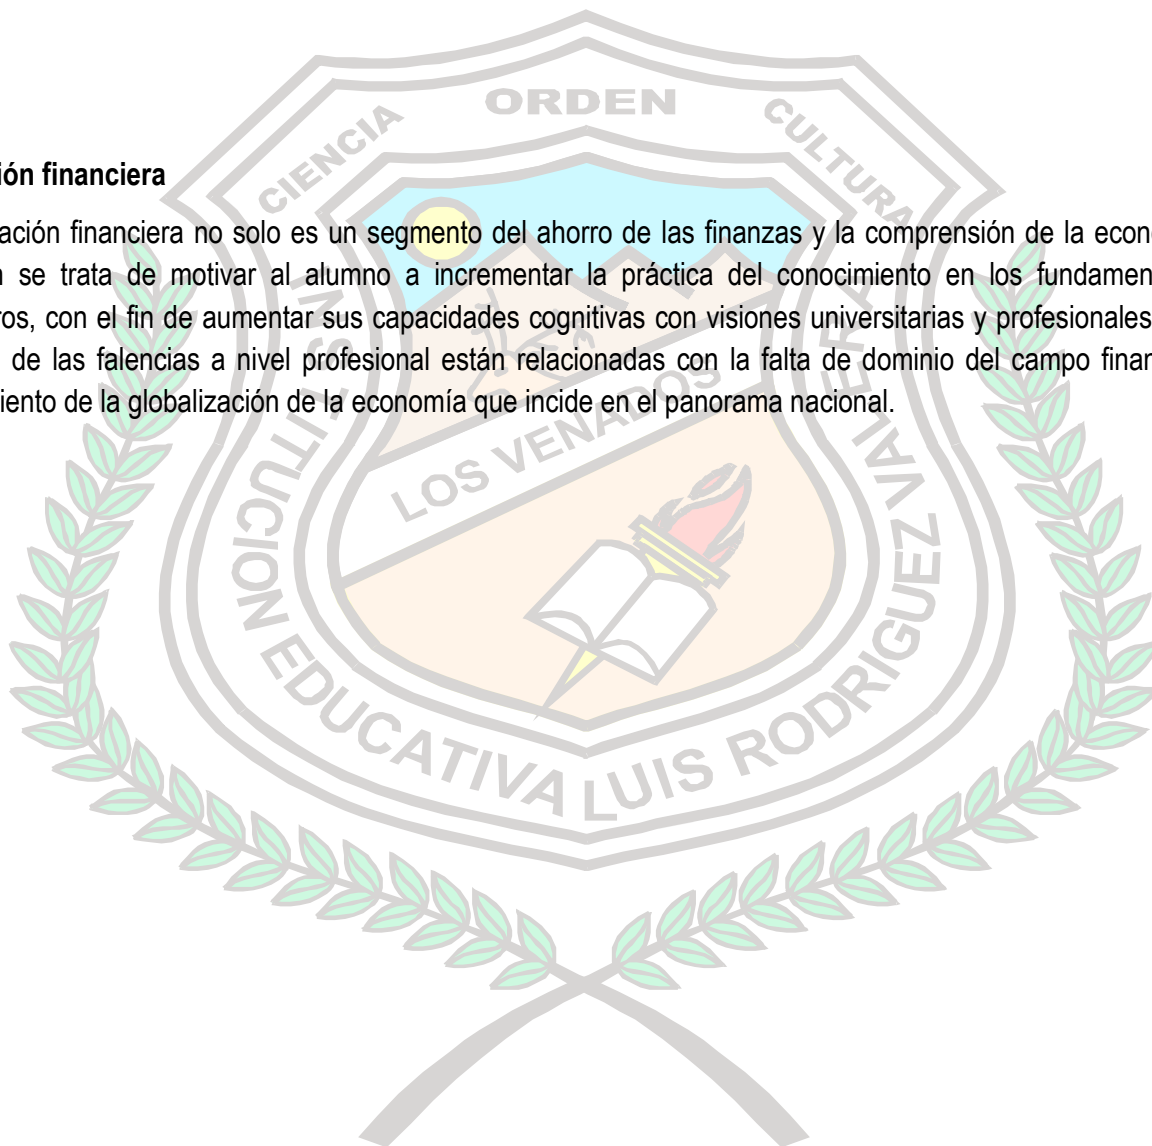 ORDEN
CIENCIA
CULTURA
ión financiera
ación financiera no solo es un segmento del ahorro de las finanzas y la comprensión de la econo
n se trata de motivar al alumno a incrementar la práctica del conocimiento en los fundamen
ros, con el fin de aumentar sus capacidades cognitivas con visiones universitarias y profesionales
de las falencias a nivel profesional están relacionadas con la falta de dominio del campo finan
iento de la globalización de la economía que incide en el panorama nacional.
LOS VENADOS
INSTITUCION EDUCATIVA LUIS RODRIGUEZ VALERA